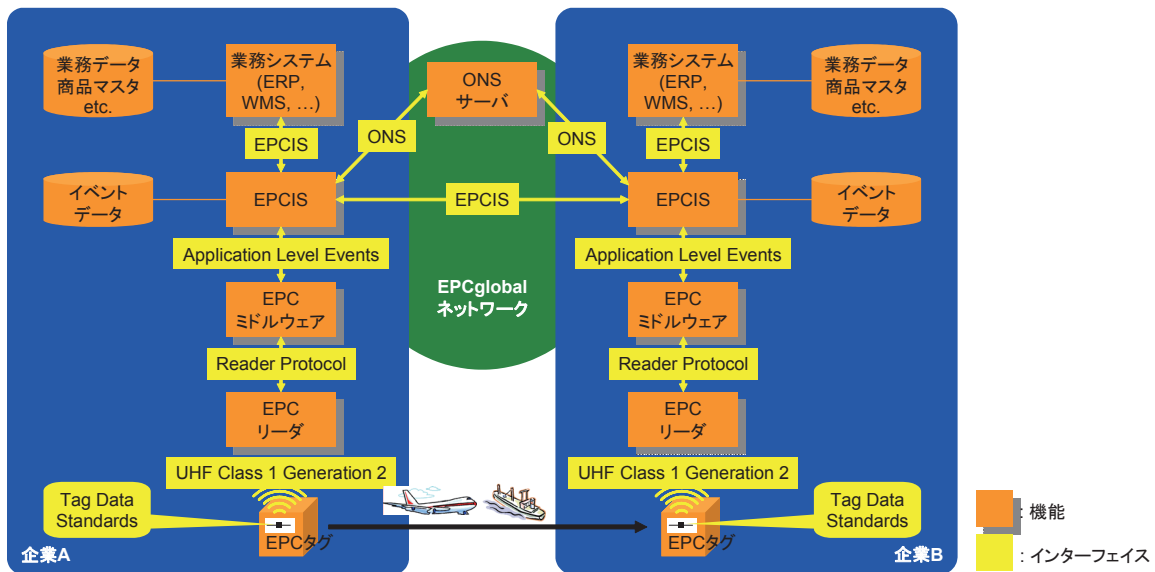 業務データ
商品マスタ
etc.
業務システム
(ERP,
WMS, …)
EPCIS
イベント
データ
EPCIS
Application Level Events
EPC
ミドルウェア
Reader Protocol
EPC
リーダ
UHF Class 1 Generation 2
Tag Data
Standards
EPCタグ
企業A
ONS
サーバ
ONS
ONS
EPCIS
EPCglobal
ネットワーク
業務システム
(ERP,
WMS, …)
業務データ
商品マスタ
etc.
EPCIS
EPCIS
イベント
データ
Application Level Events
EPC
ミドルウェア
Reader Protocol
EPC
リーダ
UHF Class 1 Generation 2
Tag Data
Standards
EPCタグ
企業B
: 機能
: インターフェイス